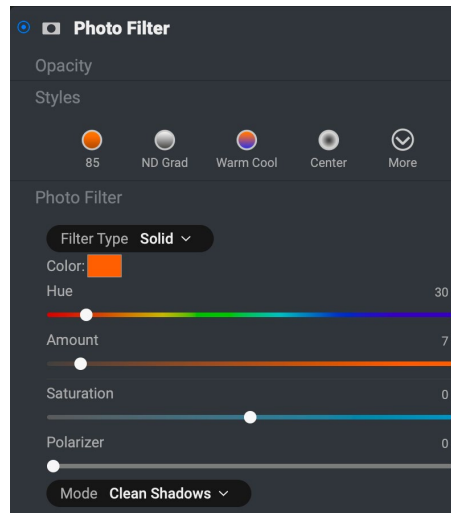 Photo Filter
Opacity
Styles
85 ND Grad Warm Cool Center More
Photo Filter
Filter Type Solid
Color:
Hue 30
Amount 7
Saturation 0
Polarizer 0
Mode Clean Shadows